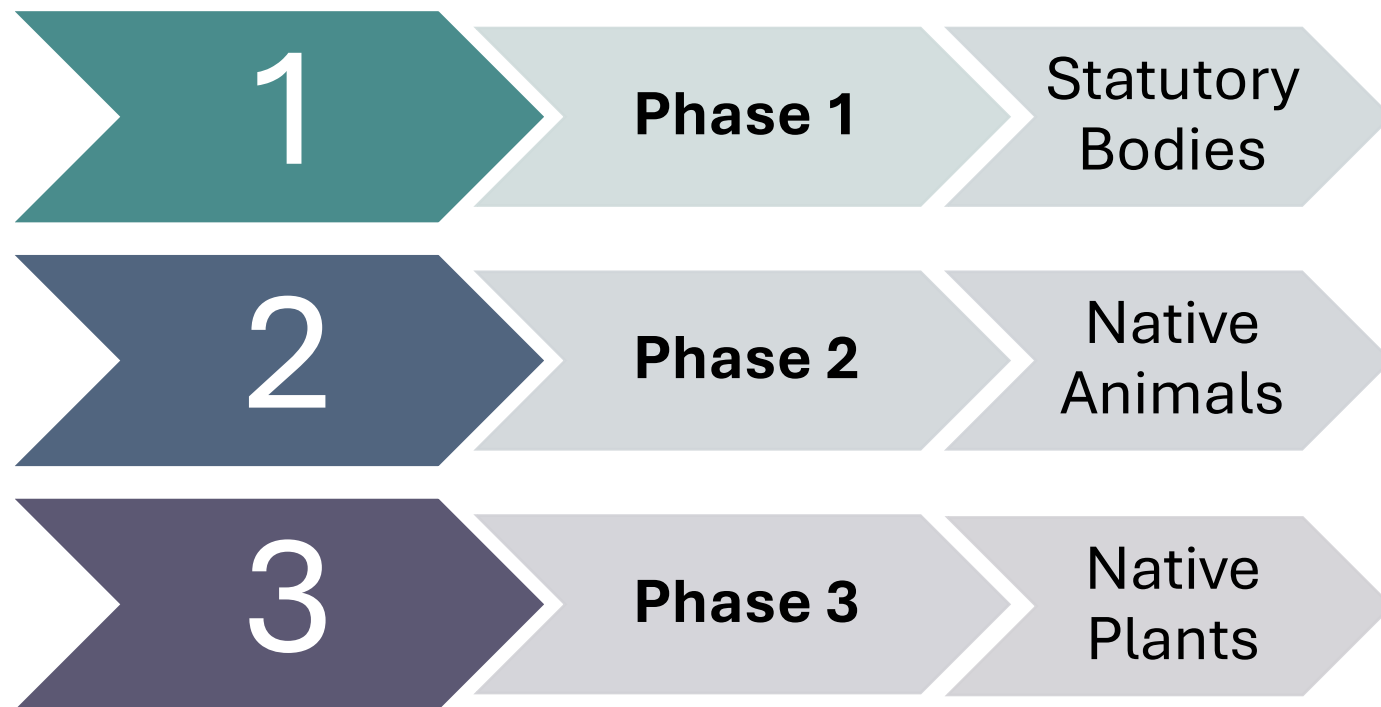 1
Phase 1
Statutory
Bodies
2
Phase 2
Native
Animals
3
Phase 3
Native
Plants